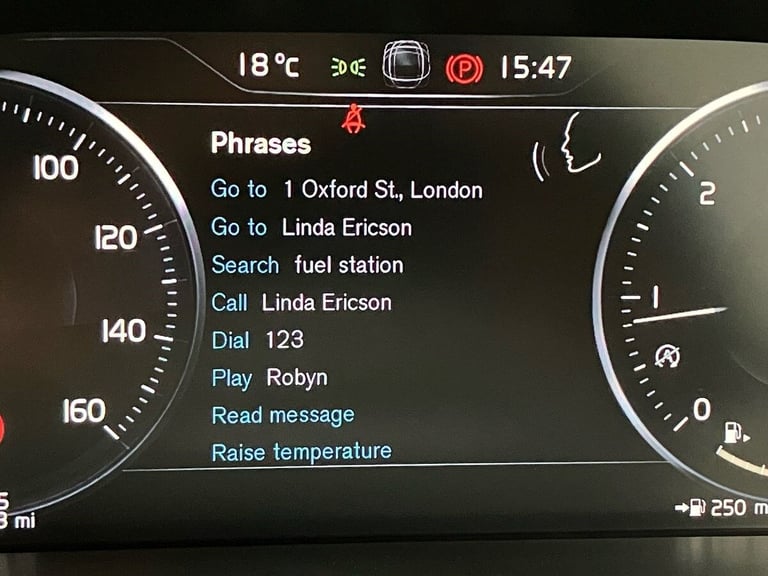 18°C 15:47
Phrases
Go to 1 Oxford St., London
Go to Linda Ericson
Search fuel station
Call Linda Ericson
Dial 123
Play Robyn
Read message
Raise temperature
100
120
140
160
2
1
0
mi
250 m